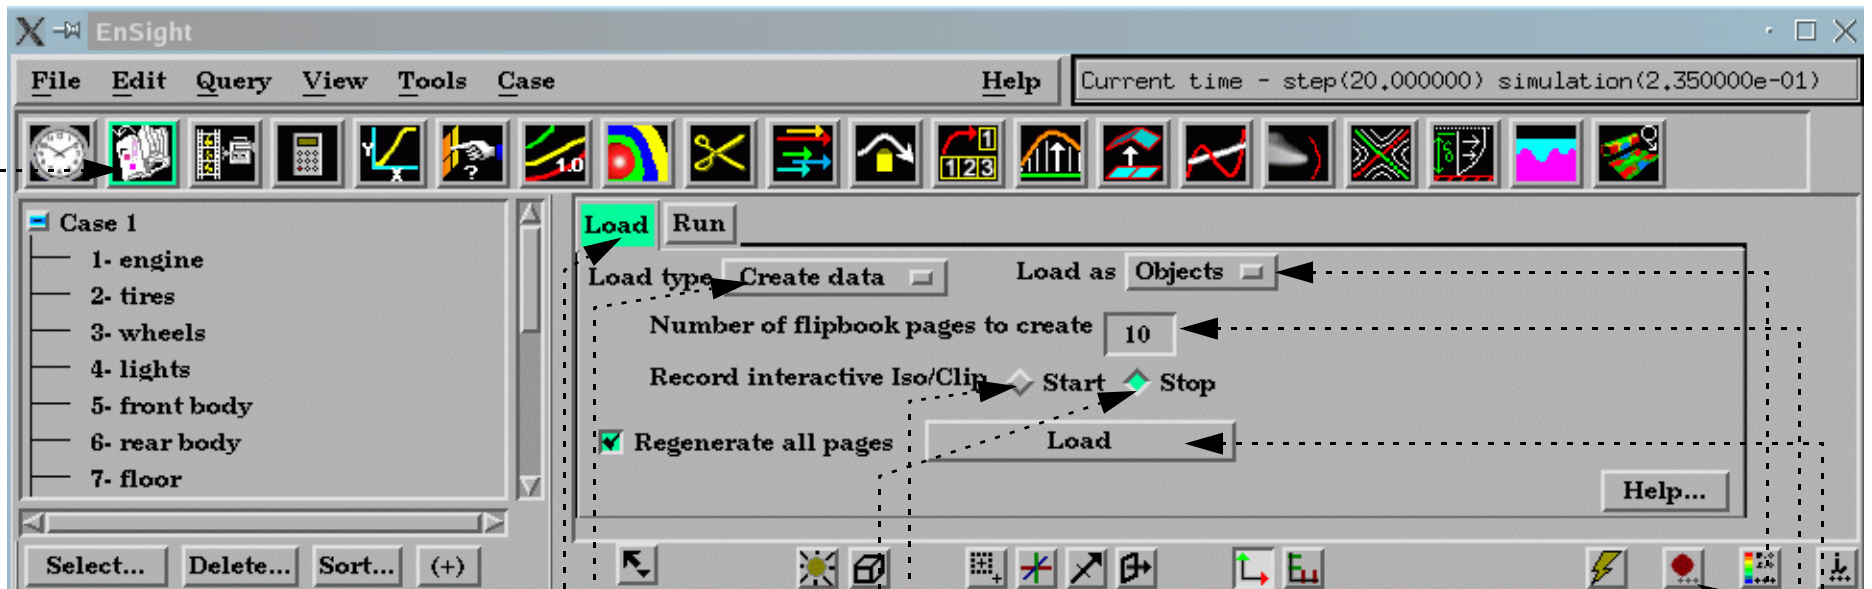 EnSight
File Edit Query View Tools Case Help Current time - step(20.000000) simulation(2.350000e-01)
Y X ? 1.0 1 1 2 3 δ
Case 1
1- engine
2- tires
3- wheels
4- lights
5- front body
6- rear body
7- floor
Select... Delete... Sort... (+)
Load Run
Load type Create data Load as Objects
Number of flipbook pages to create 10
Record interactive Iso/Clip Start Stop
Regenerate all pages Load
Help...